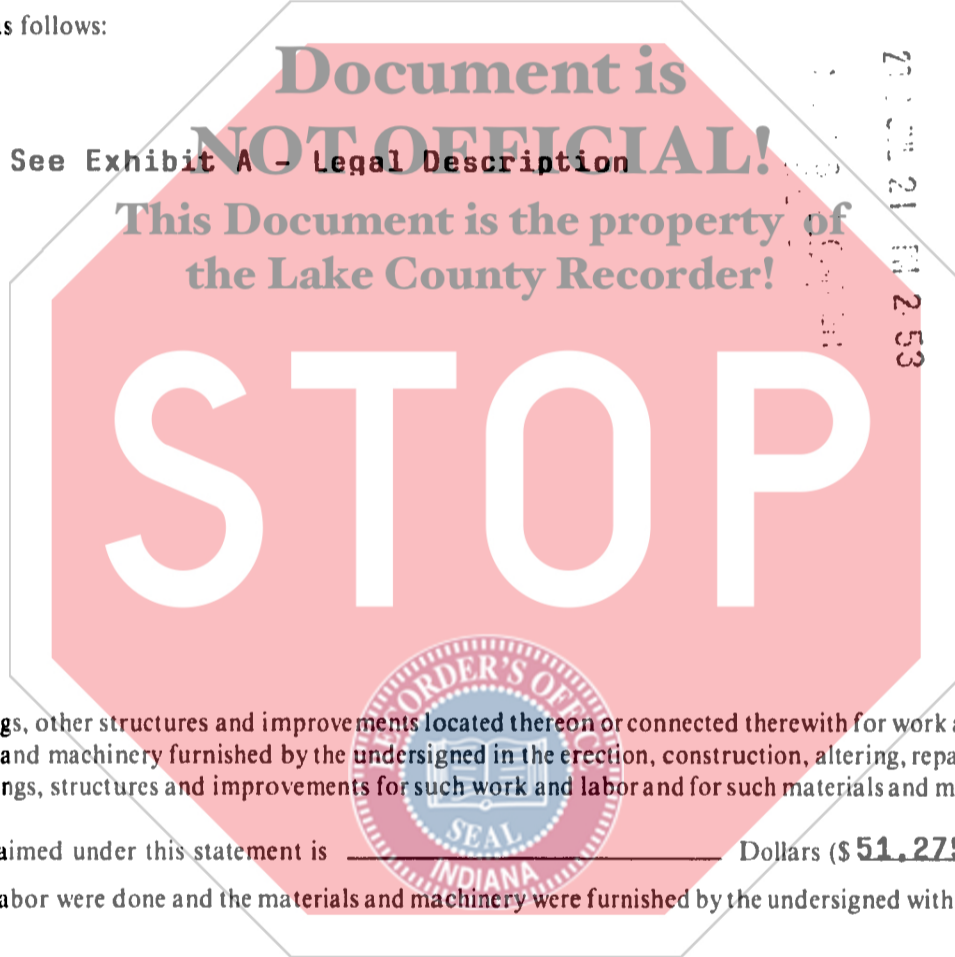 s follows:
Document is
NOT OFFICIAL!
See Exhibit A - Legal Description
This Document is the property of
the Lake County Recorder!
21 2 53
STOP
RECORDER'S OFFICE
gs, other structures and improvements located thereon or connected therewith for work
and machinery furnished by the undersigned in the erection, construction, altering, repa
ngs, structures and improvements for such work and labor and for such materials and m
SEAL
aimed under this statement is Dollars ($ 51,279
INDIANA
abor were done and the materials and machinery were furnished by the undersigned with